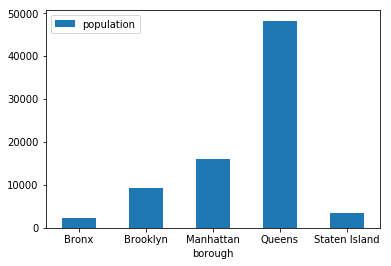 population
50000
40000
30000
20000
10000
0
Bronx Brooklyn Manhattan Queens Staten Island
borough